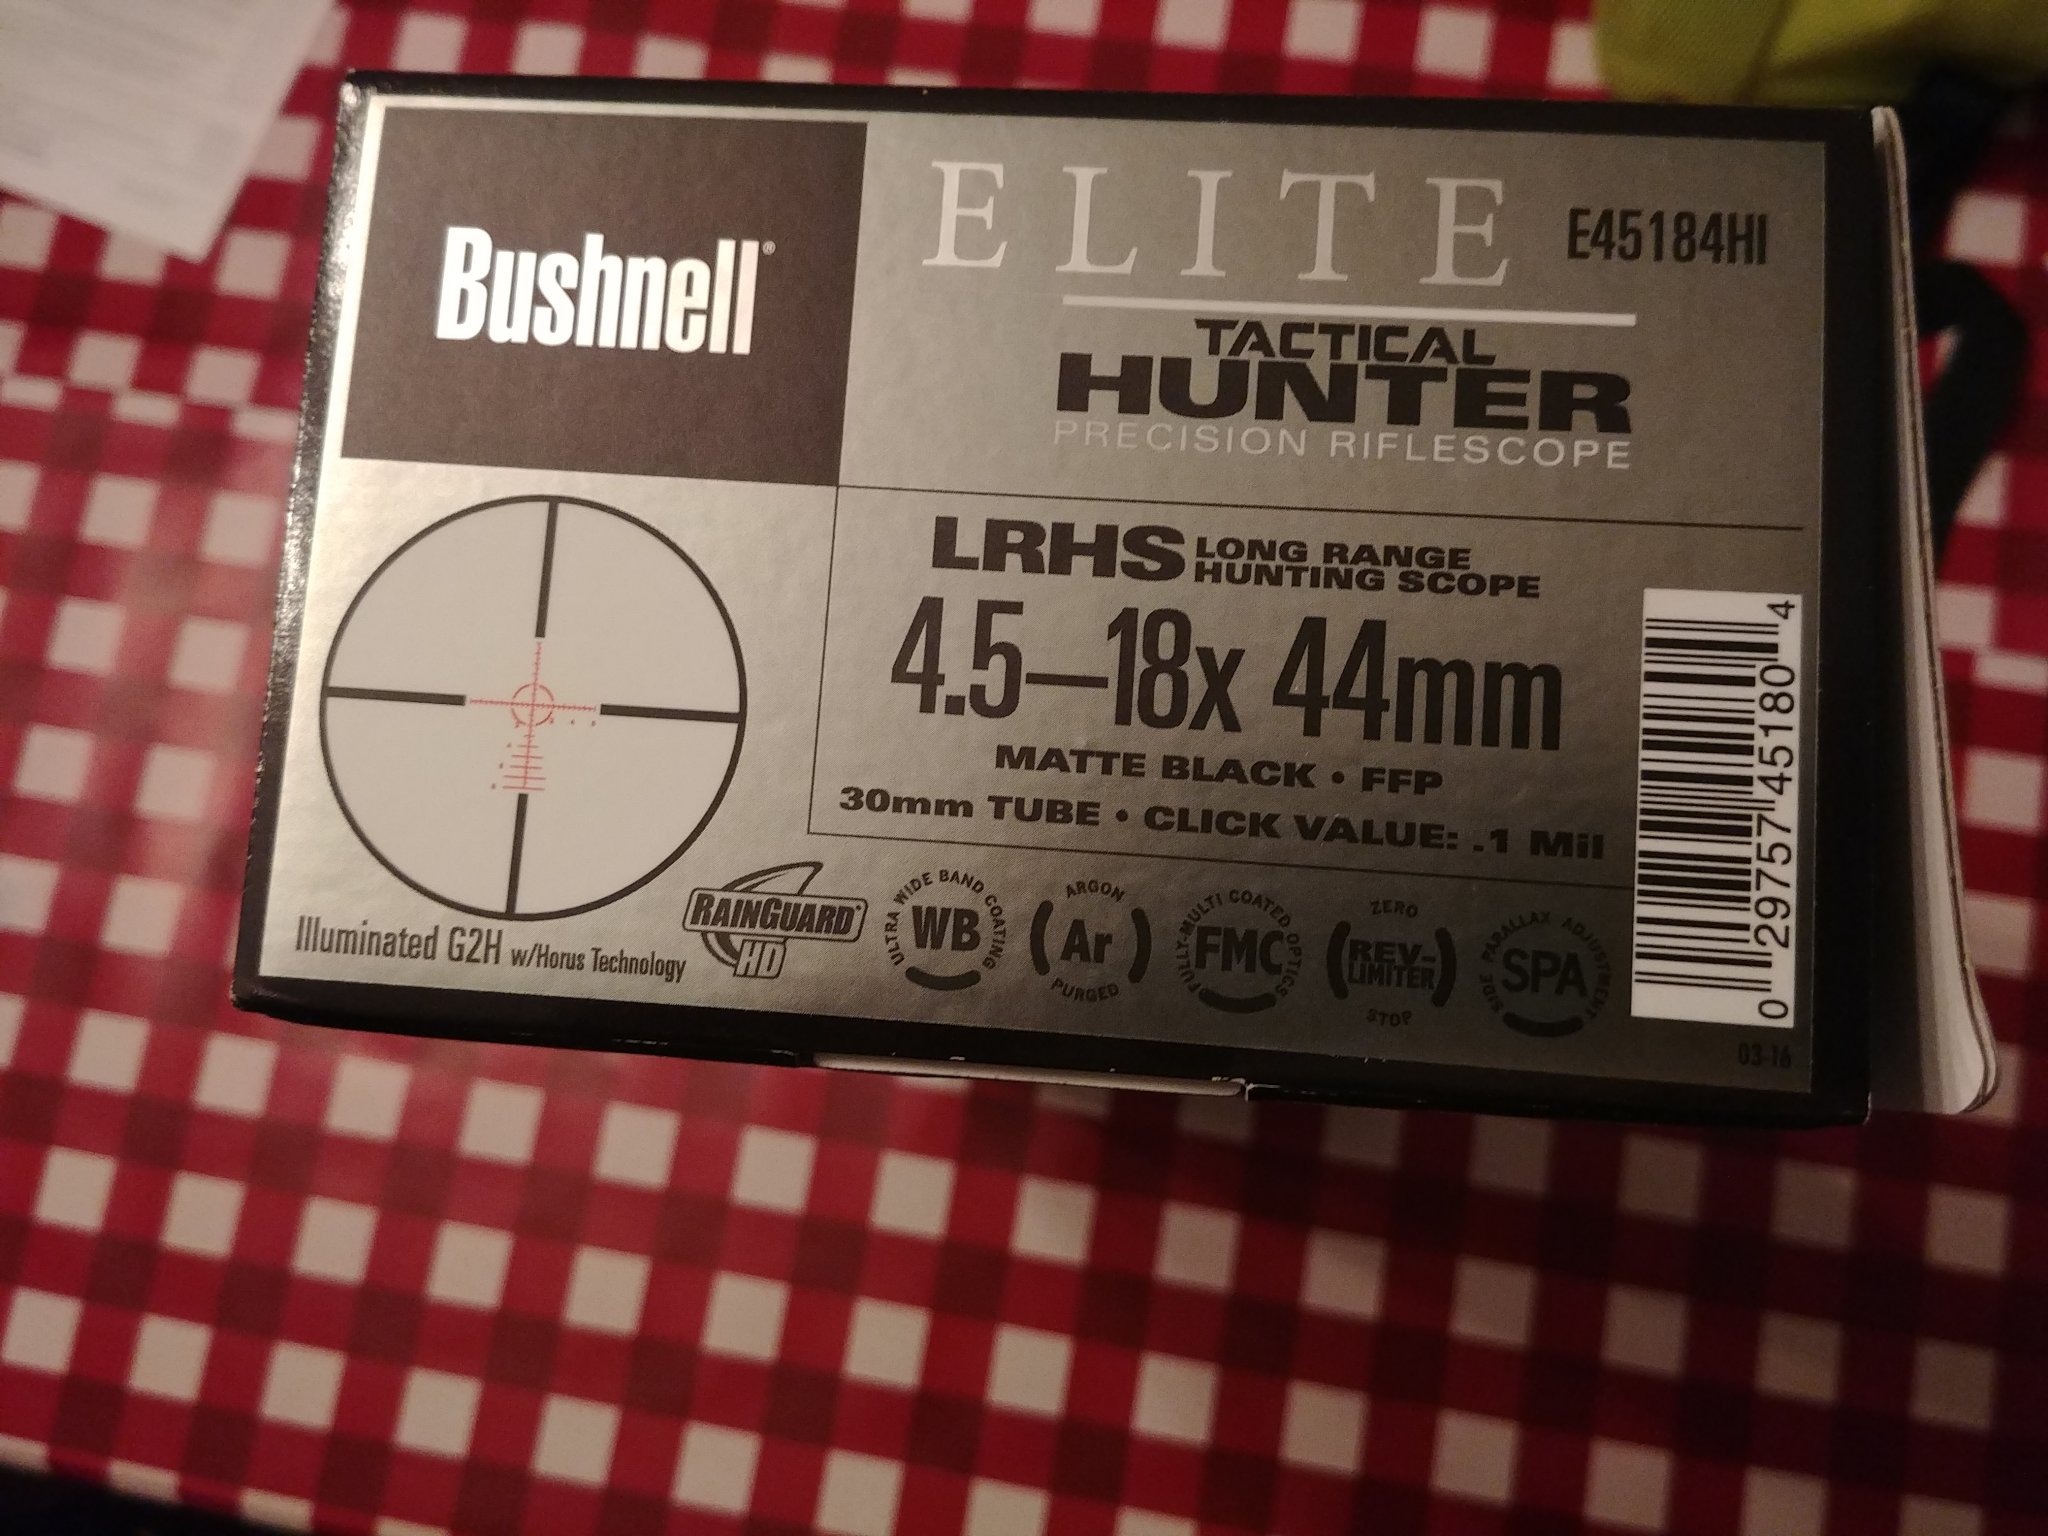 Bushnell®
ELITE E45184HI
TACTICAL
HUNTER
PRECISION RIFLESCOPE
LRHS LONG RANGE
HUNTING SCOPE
4.5–18x 44mm
MATTE BLACK • FFP
30mm TUBE • CLICK VALUE: .1 Mil
Illuminated G2H w/Horus Technology
RAINGUARD®
HD
ULTRA WIDE BAND COATING
WB
ARGON
Ar
PURGED
FULLY-MULTI COATED OPTICS
FMC
ZERO
REV-
LIMITER
STOP
SIDE PARALLAX ADJUSTMENT
SPA
0 29757 45180 4
03-16